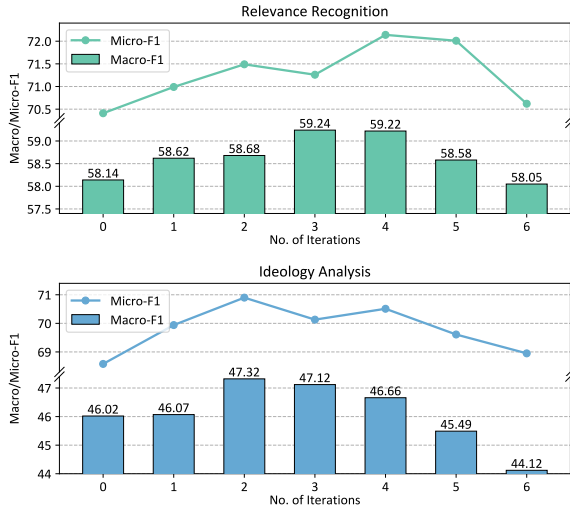 Relevance Recognition
Macro/Micro-F1
72.0
71.5
71.0
70.5
59.0
58.5
58.0
57.5
Micro-F1
Macro-F1
58.14
58.62
58.68
59.24
59.22
58.58
58.05
0 1 2 3 4 5 6
No. of Iterations
Ideology Analysis
Macro/Micro-F1
71
70
69
47
46
45
44
Micro-F1
Macro-F1
46.02
46.07
47.32
47.12
46.66
45.49
44.12
0 1 2 3 4 5 6
No. of Iterations